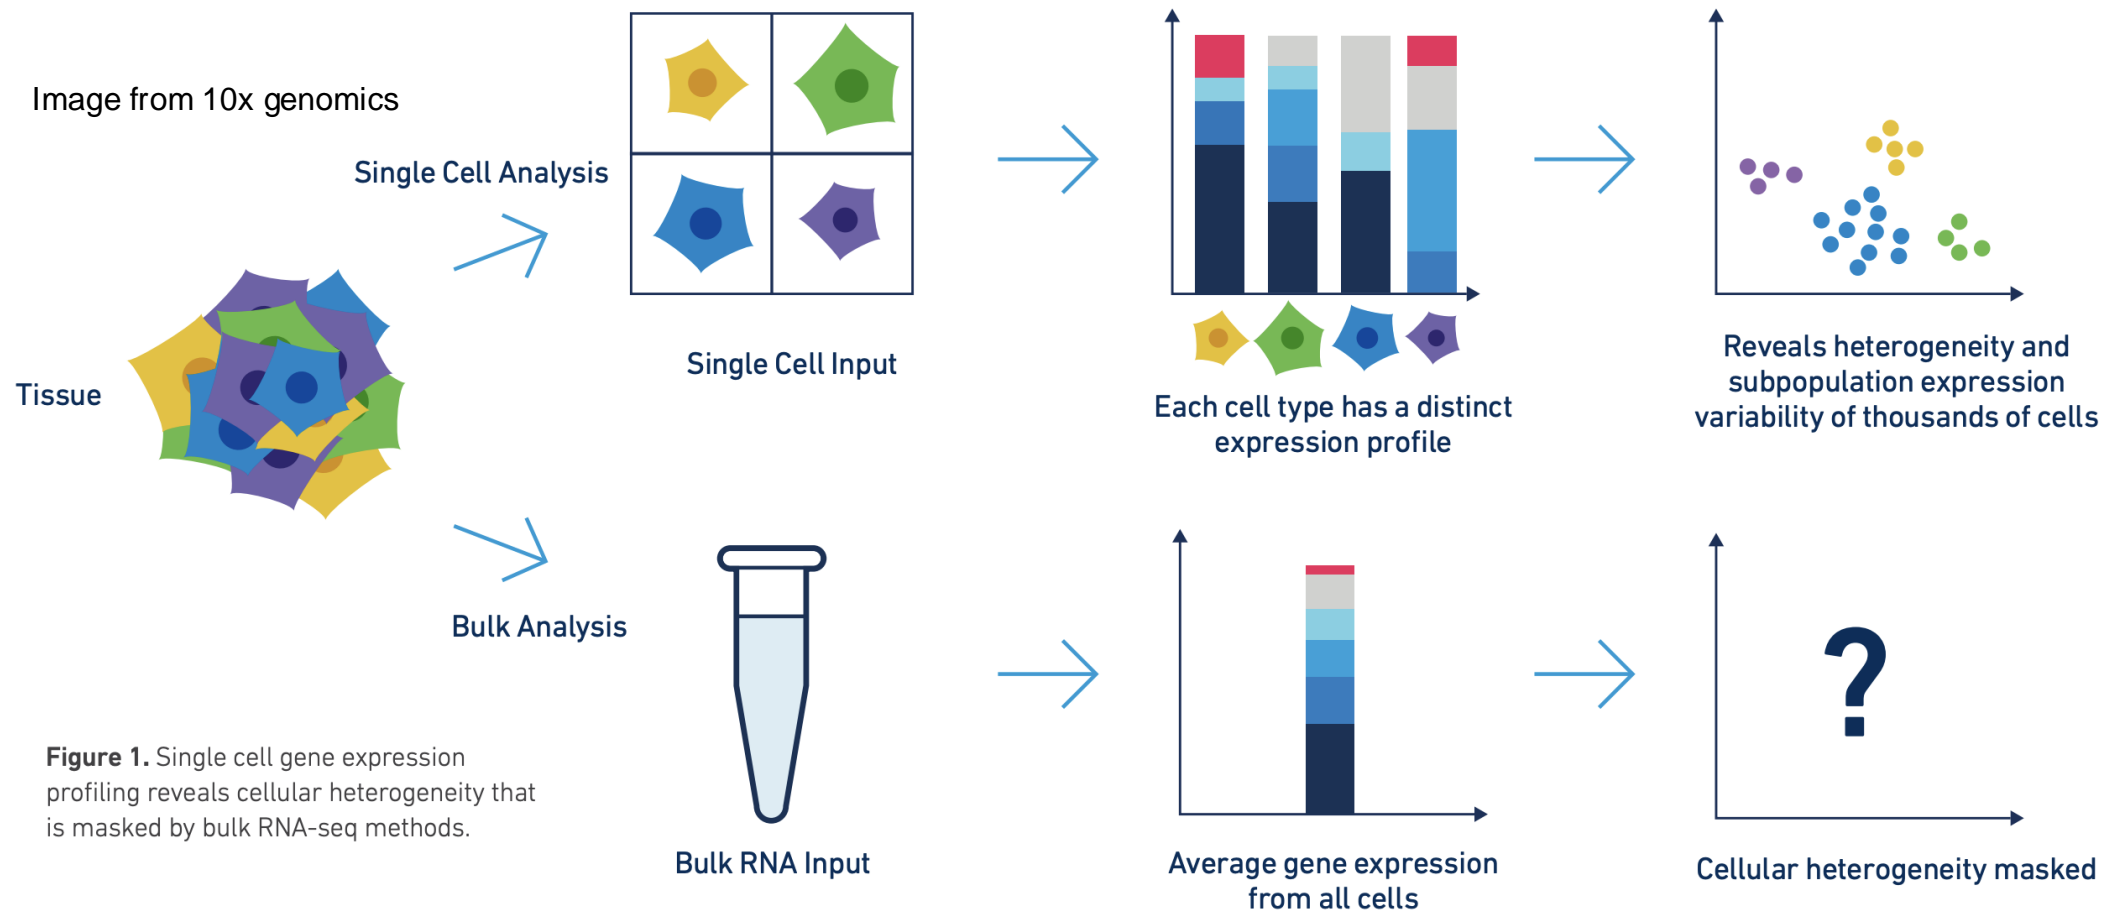 Image from 10x genomics
Single Cell Analysis
Tissue
Single Cell Input
Each cell type has a distinct
expression profile
Reveals heterogeneity and
subpopulation expression
variability of thousands of cells
Bulk Analysis
Figure 1. Single cell gene expression
profiling reveals cellular heterogeneity that
is masked by bulk RNA-seq methods.
Bulk RNA Input
Average gene expression
from all cells
?
Cellular heterogeneity masked